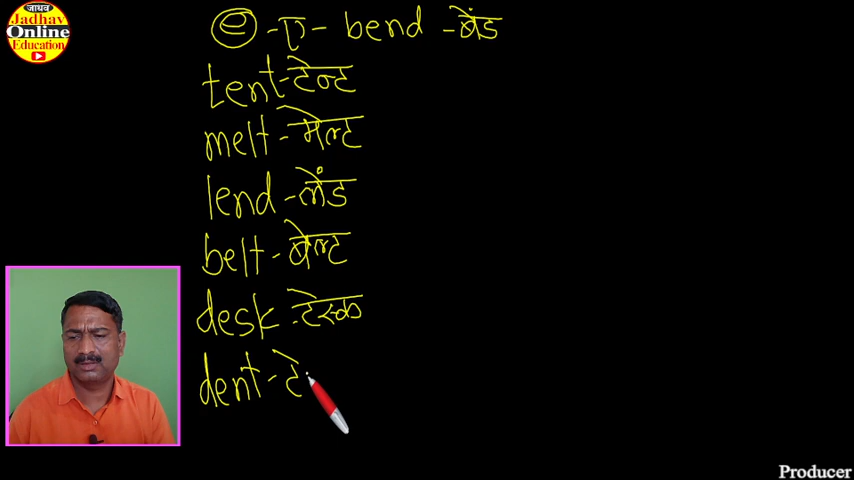 जाधव
Jadhav
Online
Education
e - ए - bend - बेंड
tent - टेन्ट
melt - मेल्ट
lend - लेंड
belt - बेल्ट
desk - डेस्क
dent - डे
Producer